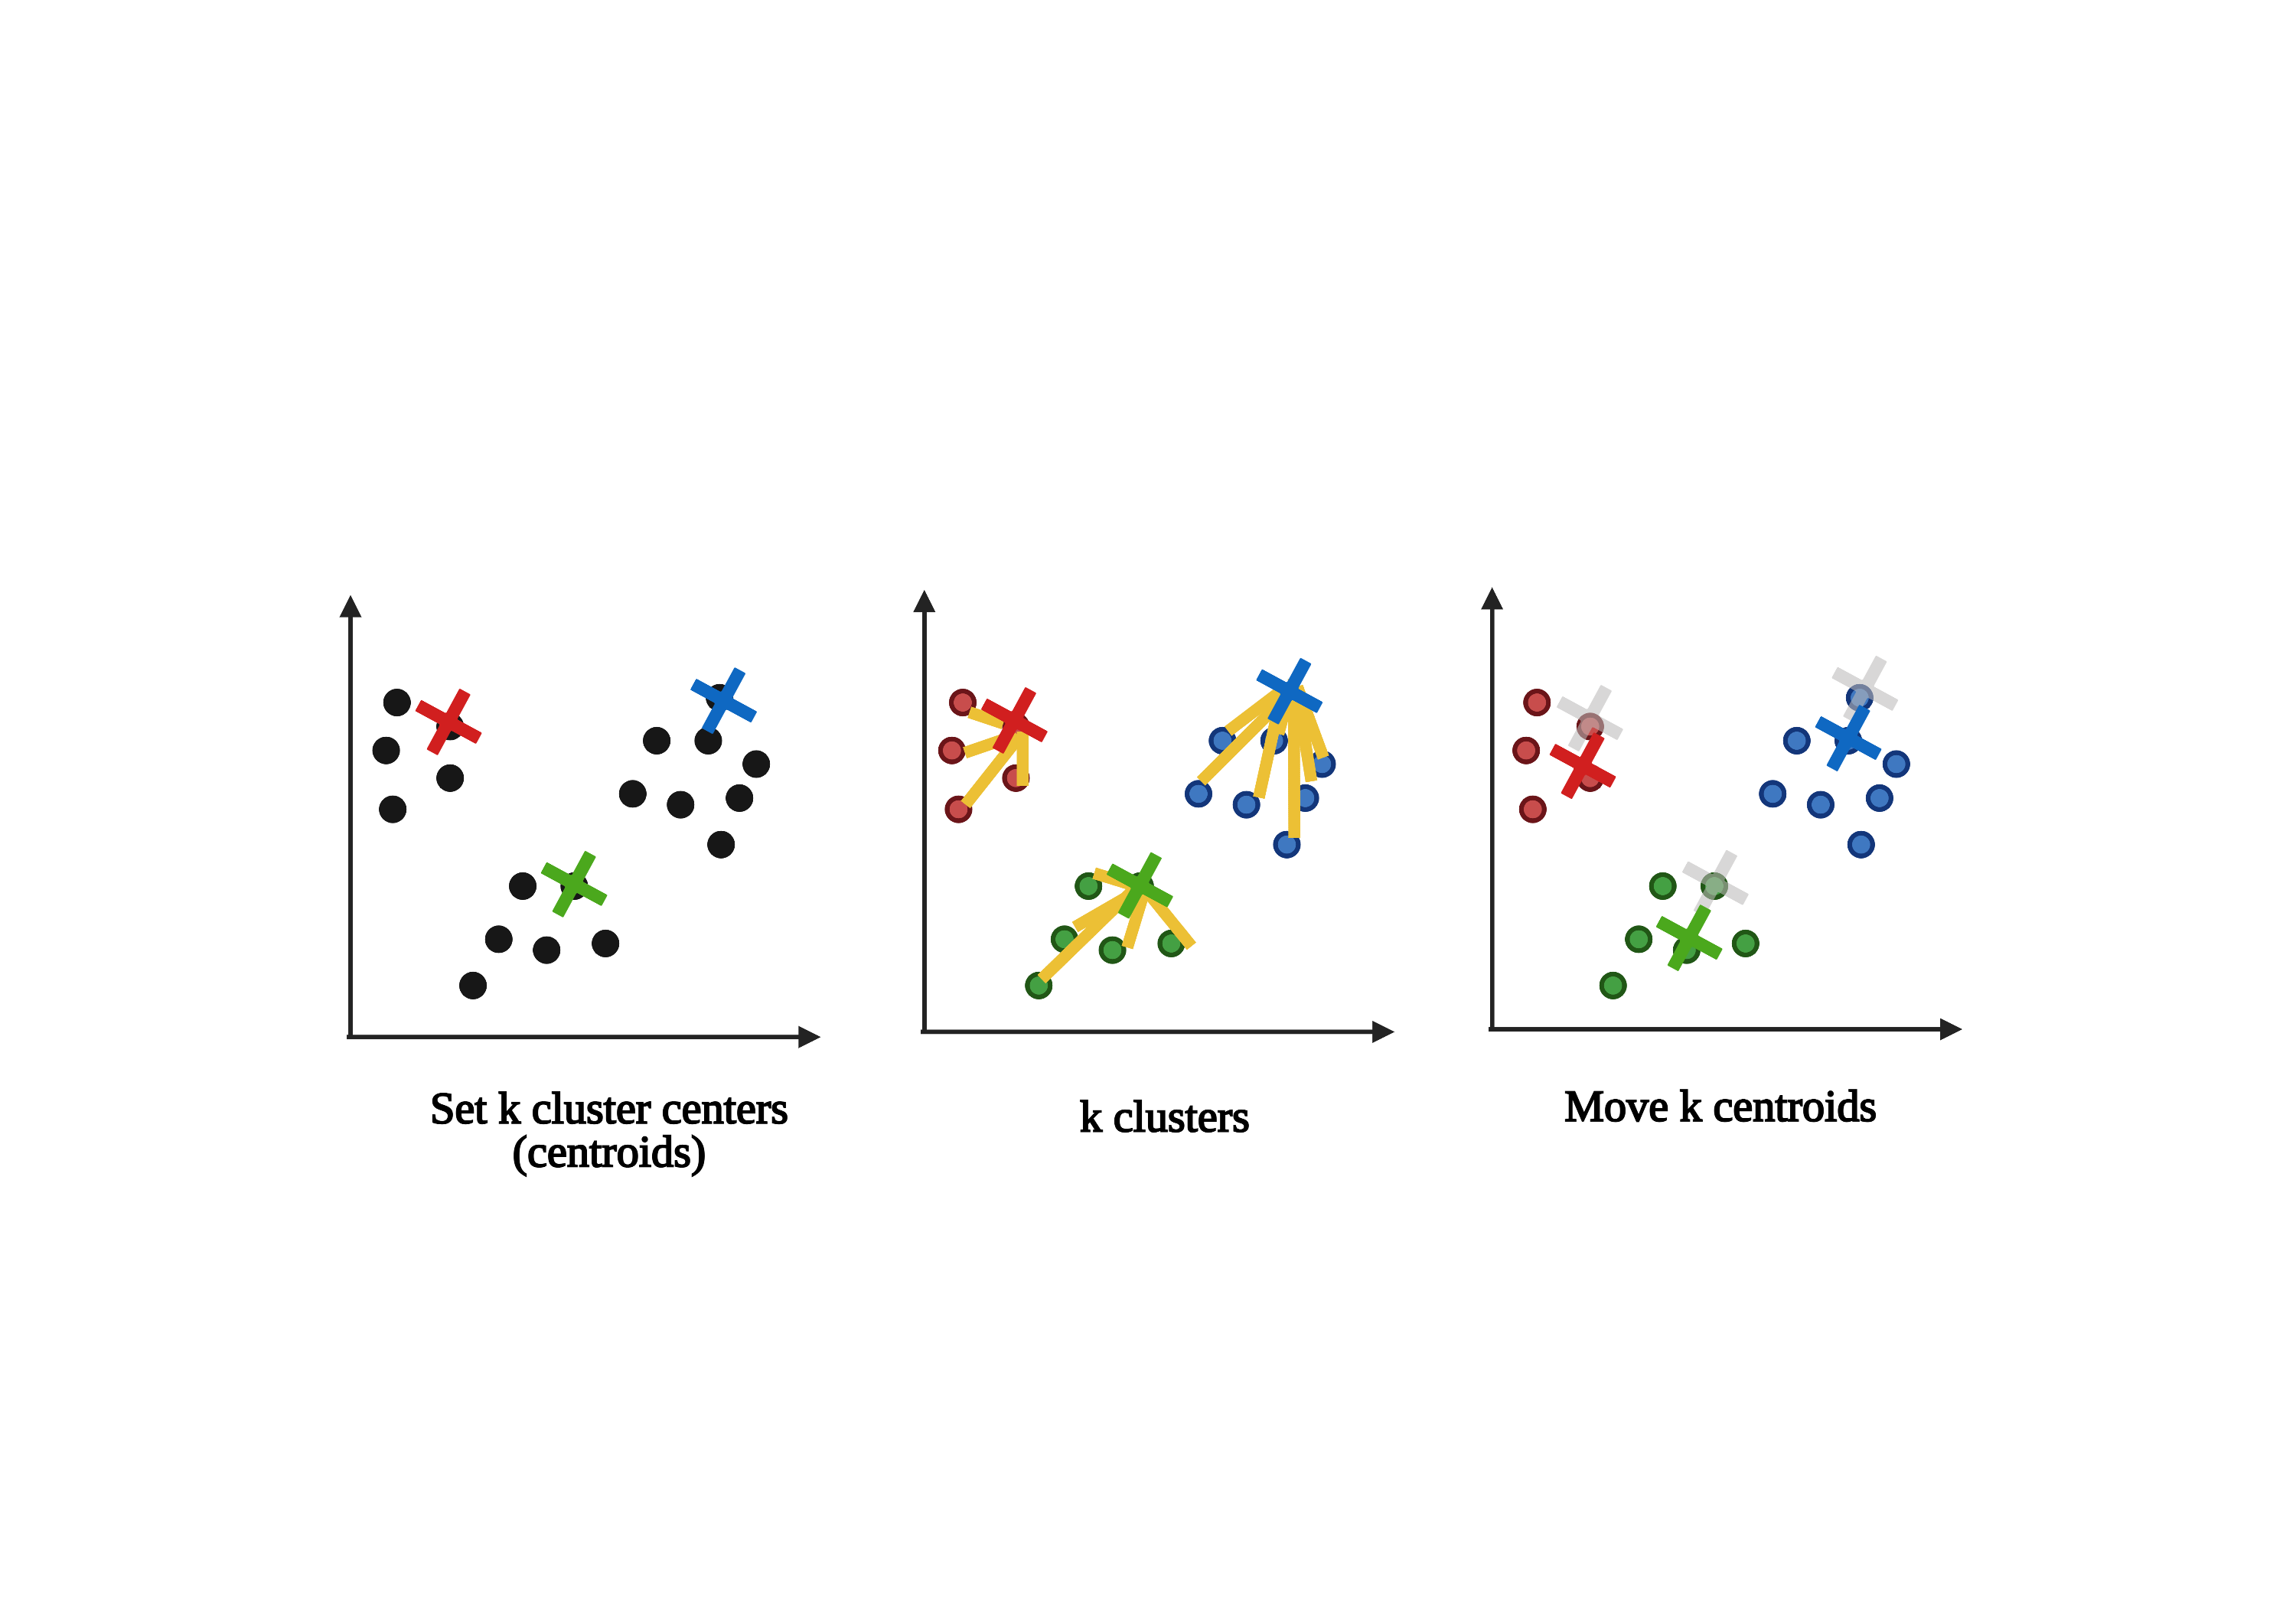 Set k cluster centers
(centroids)
k clusters
Move k centroids